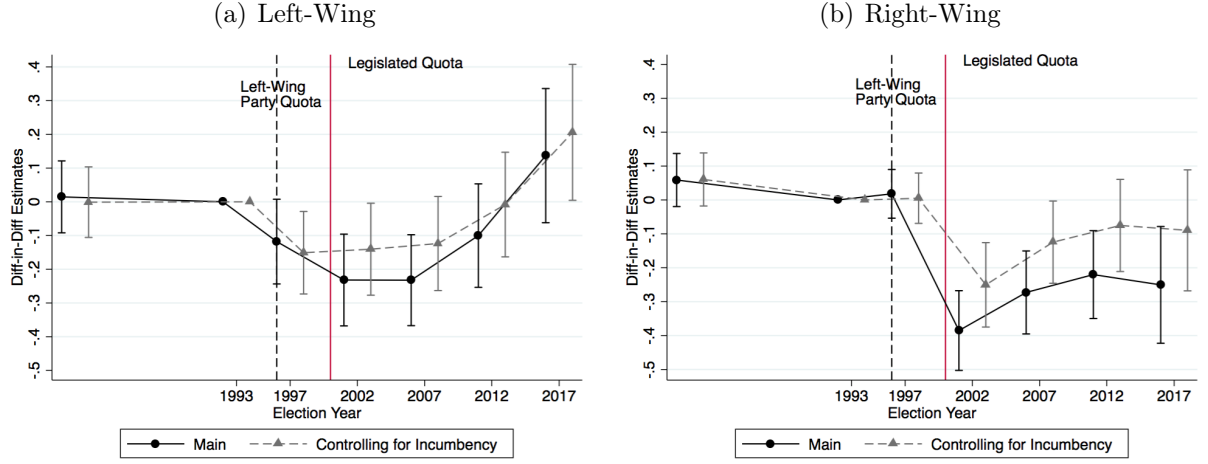 (a) Left-Wing
Diff-in-Diff Estimates
.4
.3
.2
.1
0
-.1
-.2
-.3
-.4
-.5
Left-Wing
Party Quota
Legislated Quota
1993 1997 2002 2007 2012 2017
Election Year
Main Controlling for Incumbency
(b) Right-Wing
Diff-in-Diff Estimates
.4
.3
.2
.1
0
-.1
-.2
-.3
-.4
-.5
Left-Wing
Party Quota
Legislated Quota
1993 1997 2002 2007 2012 2017
Election Year
Main Controlling for Incumbency